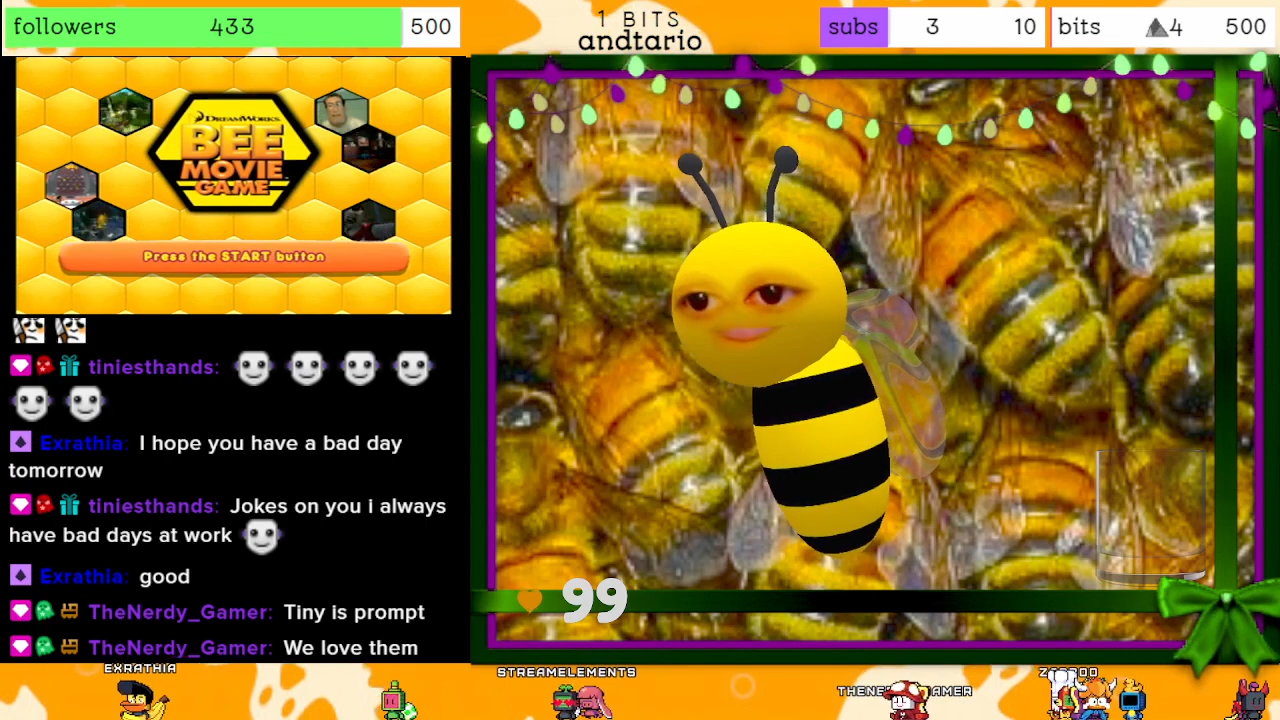 followers 433 500
1 BITS
andtario
subs 3 10
bits 4 500
DREAMWORKS
BEE
MOVIE
GAME
Press the START button
tiniesthands:
Exrathia: I hope you have a bad day
tomorrow
tiniesthands: Jokes on you i always
have bad days at work
Exrathia: good
TheNerdy_Gamer: Tiny is prompt
TheNerdy_Gamer: We love them
99
EXRATHIA
STREAMELEMENTS